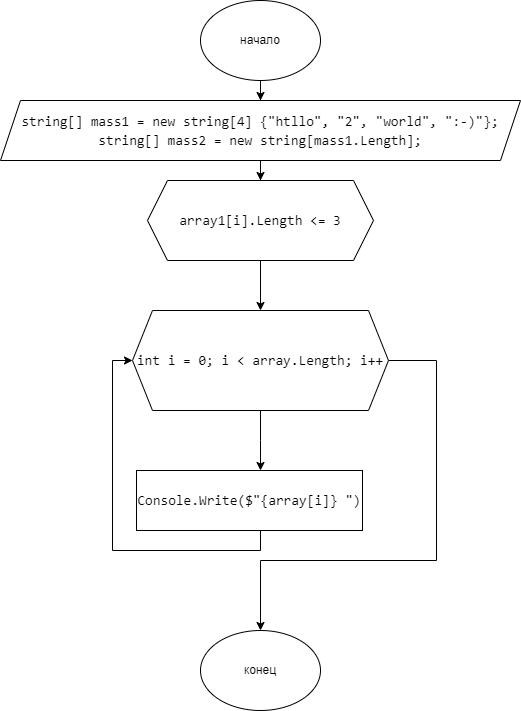 начало
string[] mass1 = new string[4] {"htllo", "2", "world", ":-)"};
string[] mass2 = new string[mass1.Length];
array1[i].Length <= 3
int i = 0; i < array.Length; i++
Console.Write($"{array[i]} ")
конец